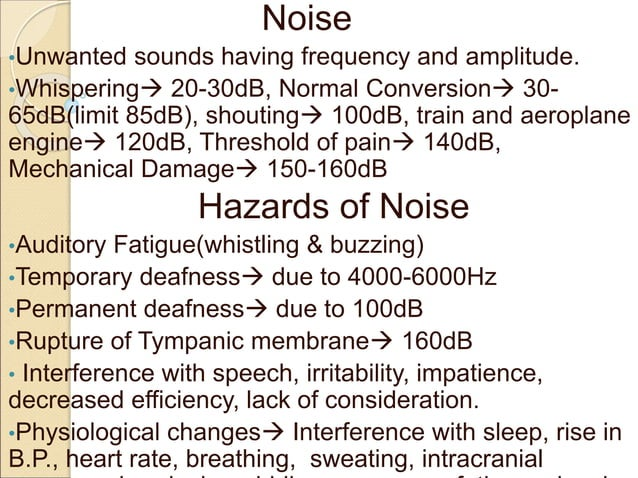 Noise
•Unwanted sounds having frequency and amplitude.
•Whispering→ 20-30dB, Normal Conversion→ 30-
65dB(limit 85dB), shouting→ 100dB, train and aeroplane
engine→ 120dB, Threshold of pain→ 140dB,
Mechanical Damage→ 150-160dB
Hazards of Noise
•Auditory Fatigue(whistling & buzzing)
•Temporary deafness→ due to 4000-6000Hz
•Permanent deafness→ due to 100dB
•Rupture of Tympanic membrane→ 160dB
• Interference with speech, irritability, impatience,
decreased efficiency, lack of consideration.
•Physiological changes→ Interference with sleep, rise in
B.P., heart rate, breathing, sweating, intracranial